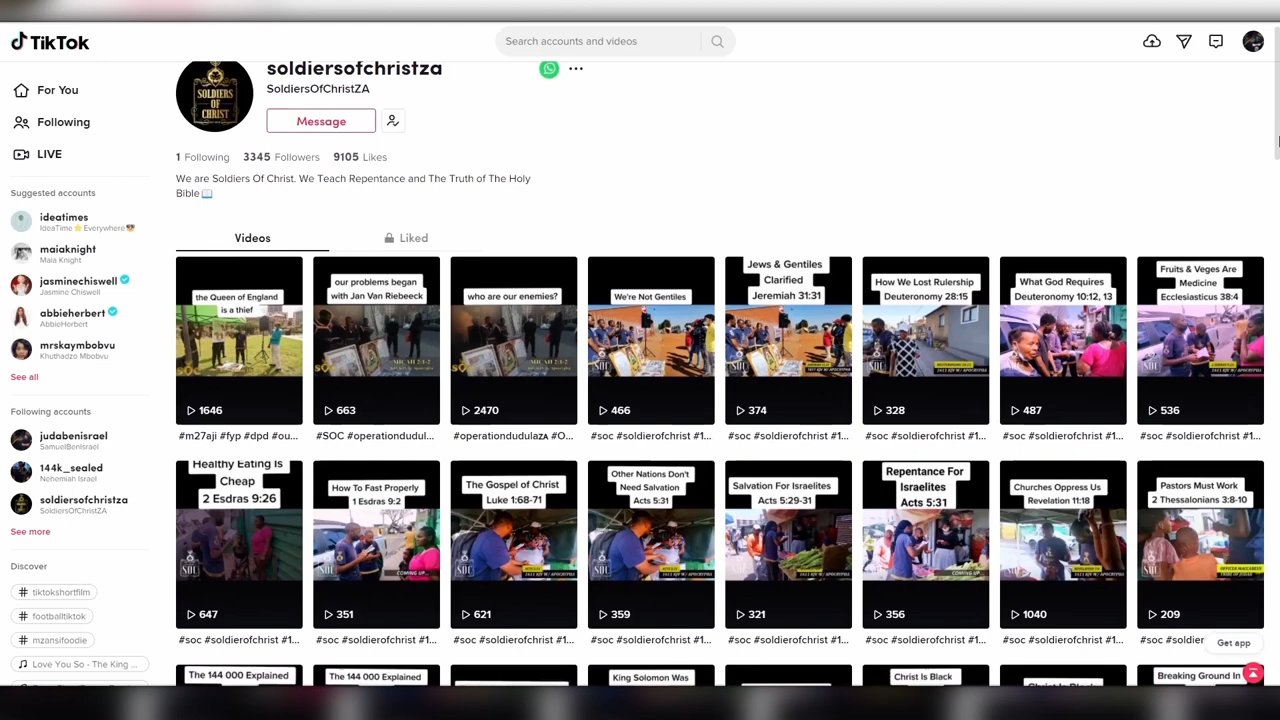 TikTok
Search accounts and videos
For You
Following
LIVE
Suggested accounts
ideatimes
IdeaTime Everywhere
maiaknight
Maia Knight
jasminechiswell
Jasmine Chiswell
abbieherbert
AbbieHerbert
mrskaymbovu
Kuthadzo Mbobvu
See all
Following accounts
judabenisrael
SamuelBenIsrael
144k_sealed
Nehemiah Israel
soldiersofchristza
SoldiersOfChristZA
See more
Discover
# tiktokshortfilm
# footballtiktok
# mzansifoodie
Love You So - The King ...
SOLDIERS
OF
CHRIST
soldiersofchristza
SoldiersOfChristZA
Message
1 Following 3345 Followers 9105 Likes
We are Soldiers Of Christ. We Teach Repentance and The Truth of The Holy
Bible📖
Videos
Liked
the Queen of England
is a thief
1646
#m27aji #fyp #dpd #ou...
our problems began
with Jan Van Riebeeck
663
#SOC #operationdudul...
who are our enemies?
2470
#operationdudulaZA #O...
We're Not Gentiles
466
#soc #soldierofchrist #1...
Jews & Gentiles
Clarified
Jeremiah 31:31
374
#soc #soldierofchrist #1...
How We Lost Rulership
Deuteronomy 28:15
328
#soc #soldierofchrist #1...
What God Requires
Deuteronomy 10:12, 13
487
#soc #soldierofchrist #1...
Fruits & Veges Are
Medicine
Ecclesiasticus 38:4
536
#soc #soldierofchrist #1...
Healthy Eating Is
Cheap
2 Esdras 9:26
647
#soc #soldierofchrist #1...
How To Fast Properly
1 Esdras 9:2
COMING UP...
351
#soc #soldierofchrist #1...
The Gospel of Christ
Luke 1:68-71
621
#soc #soldierofchrist #1...
Other Nations Don't
Need Salvation
Acts 5:31
359
#soc #soldierofchrist #1...
Salvation For Israelites
Acts 5:29-31
321
#soc #soldierofchrist #1...
Repentance For
Israelites
Acts 5:31
COMING UP
356
#soc #soldierofchrist #1...
Churches Oppress Us
Revelation 11:18
1040
#soc #soldierofchrist #1...
Pastors Must Work
2 Thessalonians 3:8-10
209
#soc #soldier
Get app
The 144 000 Explained
The 144 000 Explained
King Solomon Was
Christ Is Black
Breaking Ground In